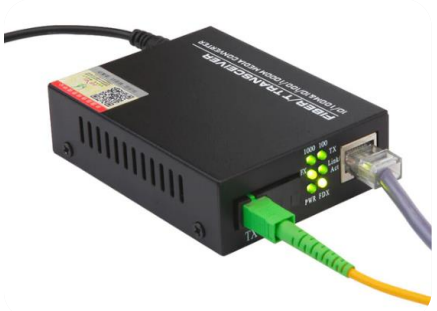 FIBER/T TRANSCEIVER
10/100M&10/100/1000M MEDIA CONVERTER
1000 100
TX
FX
Link/
Act
PWR FDX
TX